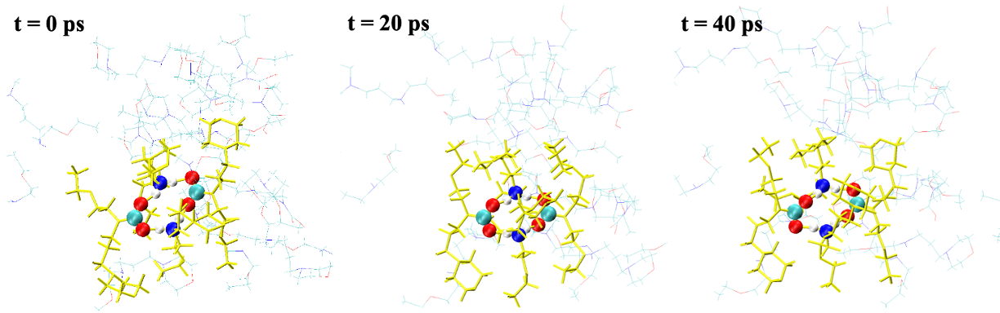 t = 0 ps
t = 20 ps
t = 40 ps